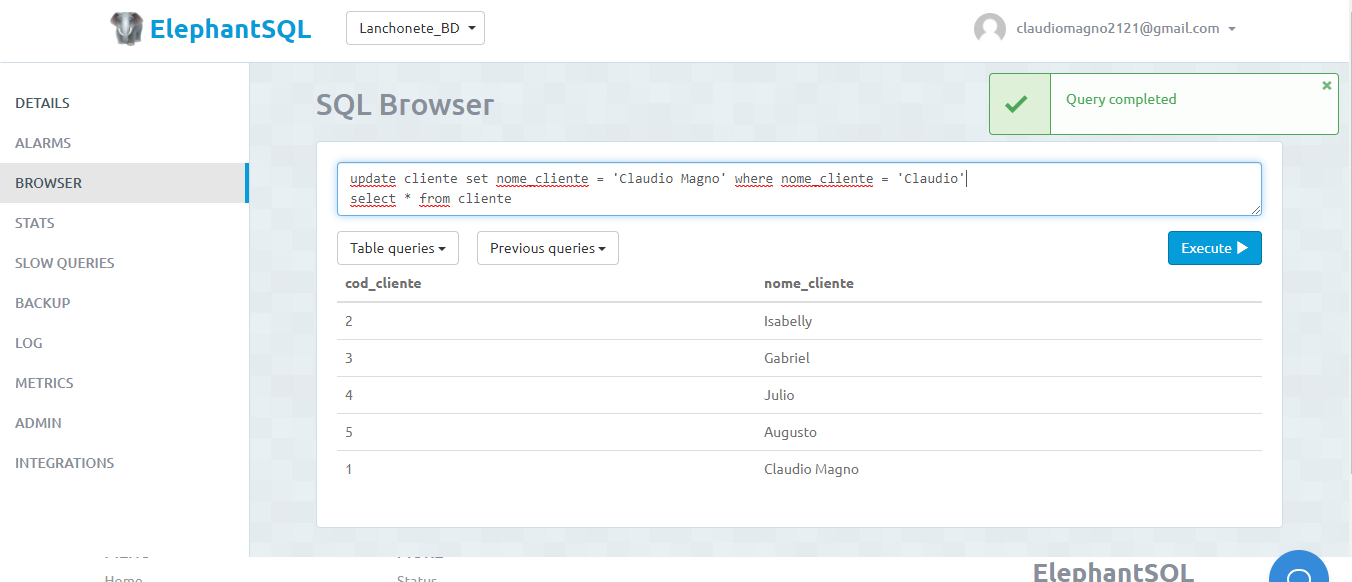 ElephantSQL
Lanchonete_BD
claudiomagno2121@gmail.com
DETAILS
ALARMS
BROWSER
STATS
SLOW QUERIES
BACKUP
LOG
METRICS
ADMIN
INTEGRATIONS
SQL Browser
Query completed
update cliente set nome_cliente = 'Claudio Magno' where nome_cliente = 'Claudio'
select * from cliente
Table queries
Previous queries
Execute
cod_cliente nome_cliente
2 Isabelly
3 Gabriel
4 Julio
5 Augusto
1 Claudio Magno
Home
Status
ElephantSQL